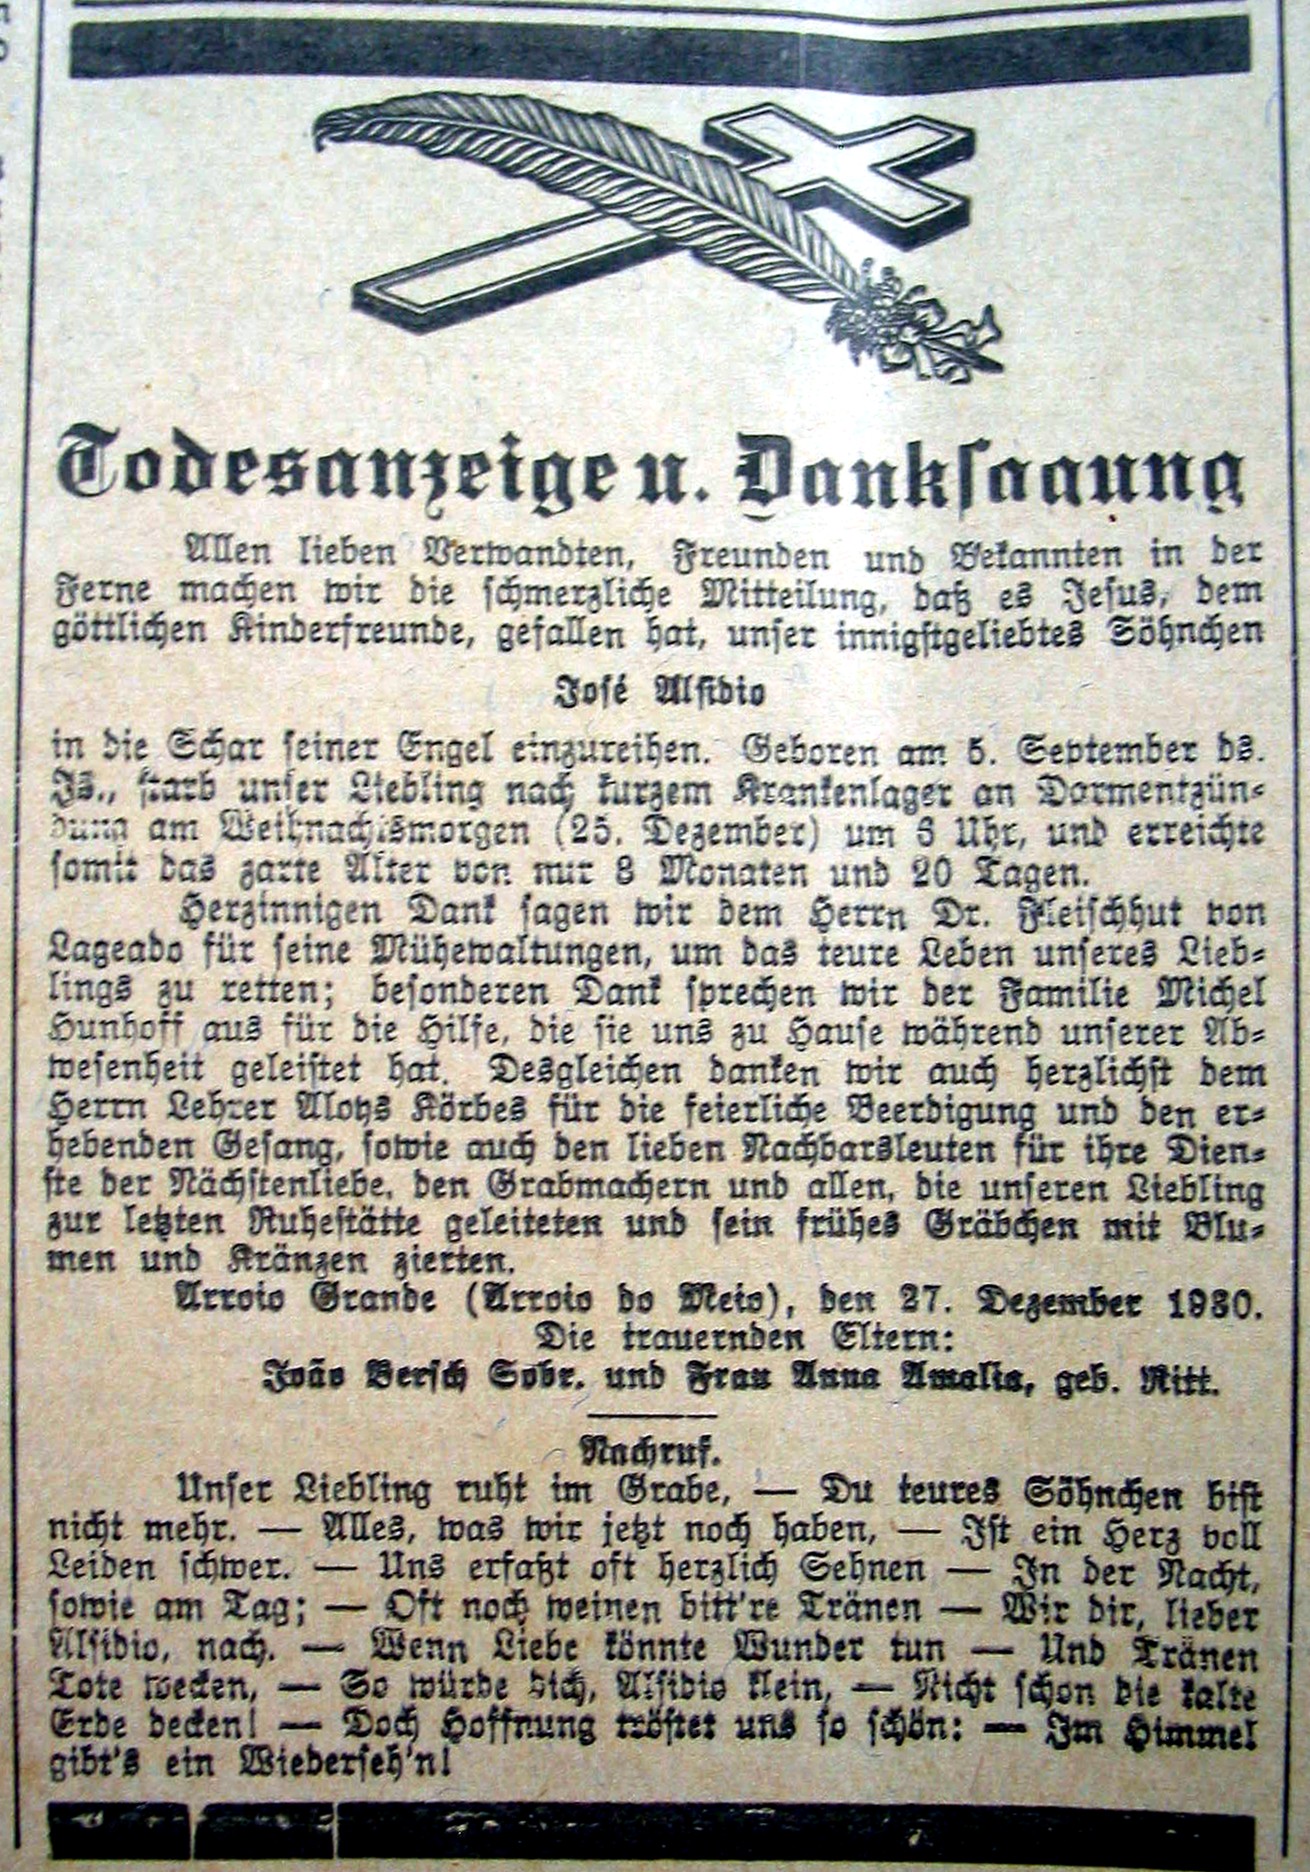 Todesanzeige u. Danksagung
Allen lieben Verwandten, Freunden und Bekannten in der
Ferne machen wir die schmerzliche Mitteilung, daß es Jesus, dem
göttlichen Kinderfreunde, gefallen hat, unser innigstgeliebtes Söhnchen
José Alsidio
in die Schar seiner Engel einzureihen. Geboren am 5. September ds.
Js., starb unser Liebling nach kurzem Krankenlager an Darmentzün-
dung am Weihnachtsmorgen (25. Dezember) um 6 Uhr, und erreichte
somit das zarte Alter von nur 8 Monaten und 20 Tagen.
Herzinnigen Dank sagen wir dem Herrn Dr. Fleischhut von
Lageado für seine Mühewaltungen, um das teure Leben unseres Lieb-
lings zu retten; besonderen Dank sprechen wir der Familie Michel
Hunhoff aus für die Hilfe, die sie uns zu Hause während unserer Ab-
wesenheit geleistet hat. Desgleichen danken wir auch herzlichst dem
Herrn Lehrer Aloys Körbes für die feierliche Beerdigung und den er-
hebenden Gesang, sowie auch den lieben Nachbarsleuten für ihre Dien-
ste der Nächstenliebe, den Grabmachern und allen, die unseren Liebling
zur letzten Ruhestätte geleiteten und sein frühes Gräbchen mit Blu-
men und Kränzen zierten.
Arroio Grande (Arroio do Meio), den 27. Dezember 1930.
Die trauernden Eltern:
João Bersch Sobr. und Frau Anna Amalia, geb. Ritt.
Nachruf.
Unser Liebling ruht im Grabe, — Du teures Söhnchen bist
nicht mehr. — Alles, was wir jetzt noch haben, — Ist ein Herz voll
Leiden schwer. — Uns erfaßt oft herzlich Sehnen — In der Nacht,
sowie am Tag; — Oft noch weinen bitt're Tränen — Wir dir, lieber
Alsidio, nach. — Wenn Liebe könnte Wunder tun — Und Tränen
Tote wecken, — So würde dich, Alsidio klein, — Nicht schon die kalte
Erde decken! — Doch Hoffnung tröstet uns so schön: — Im Himmel
gibt's ein Wiederseh'n!